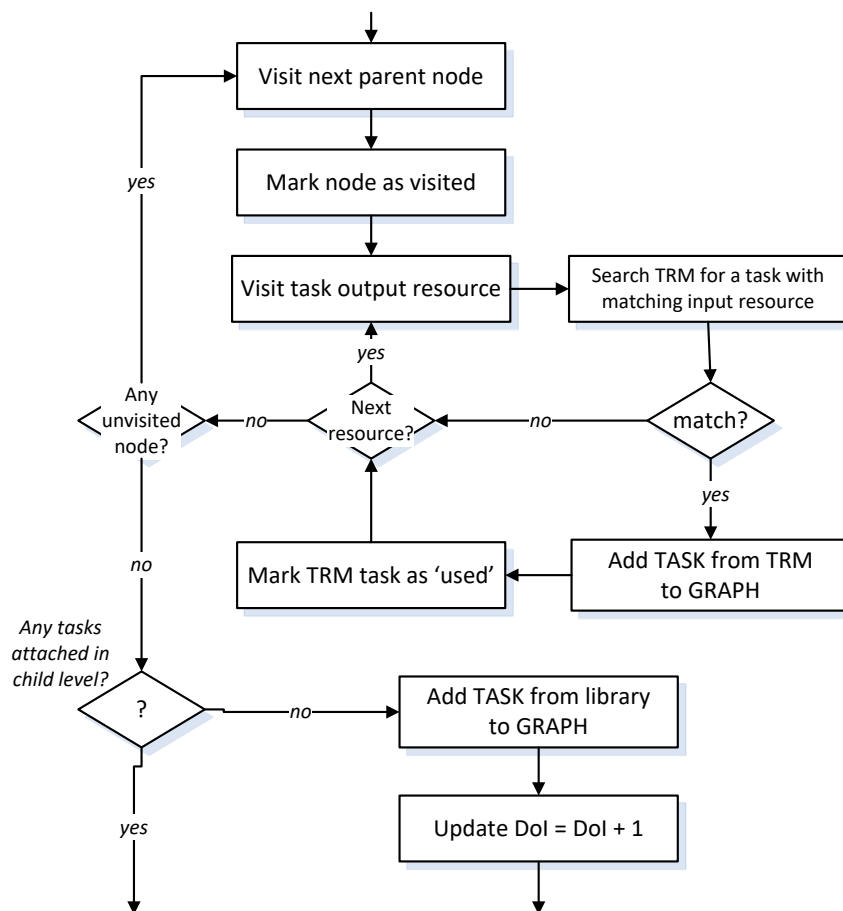 Visit next parent node
yes
Mark node as visited
Visit task output resource
Search TRM for a task with
matching input resource
yes
Any
unvisited
node?
no
Next
resource?
no
match?
yes
no
Mark TRM task as ‘used’
Add TASK from TRM
to GRAPH
Any tasks
attached in
child level?
?
no
Add TASK from library
to GRAPH
yes
Update DoI = DoI + 1